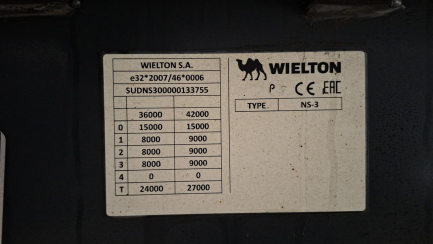 WIELTON S.A.
e32*2007/46*0006
SUDNS300000133755
36000 42000
0 15000 15000
1 8000 9000
2 8000 9000
3 8000 9000
4 0 0
T 24000 27000
WIELTON
P CE EAC
TYPE NS-3